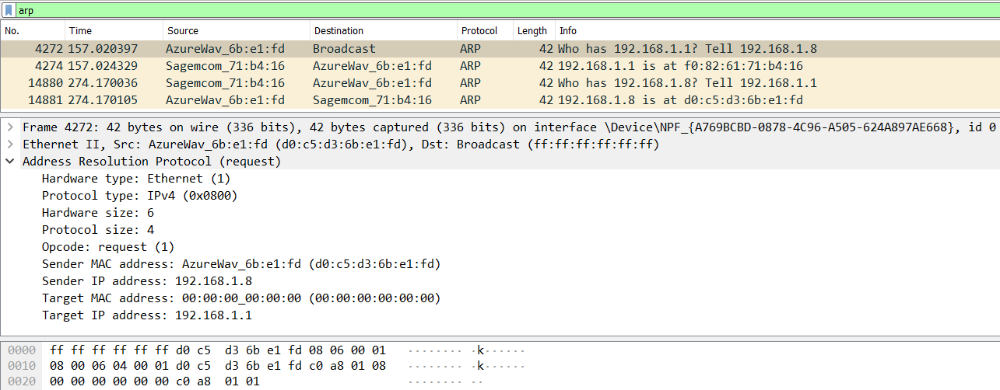 arp
No. Time Source Destination Protocol Length Info
4272 157.020397 AzureWav_6b:e1:fd Broadcast ARP 42 Who has 192.168.1.1? Tell 192.168.1.8
4274 157.024329 Sagemcom_71:b4:16 AzureWav_6b:e1:fd ARP 42 192.168.1.1 is at f0:82:61:71:b4:16
14880 274.170036 Sagemcom_71:b4:16 AzureWav_6b:e1:fd ARP 42 Who has 192.168.1.8? Tell 192.168.1.1
14881 274.170105 AzureWav_6b:e1:fd Sagemcom_71:b4:16 ARP 42 192.168.1.8 is at d0:c5:d3:6b:e1:fd
Frame 4272: 42 bytes on wire (336 bits), 42 bytes captured (336 bits) on interface \Device\NPF_{A769BCBD-0878-4C96-A505-624A897AE668}, id 0
Ethernet II, Src: AzureWav_6b:e1:fd (d0:c5:d3:6b:e1:fd), Dst: Broadcast (ff:ff:ff:ff:ff:ff)
Address Resolution Protocol (request)
Hardware type: Ethernet (1)
Protocol type: IPv4 (0x0800)
Hardware size: 6
Protocol size: 4
Opcode: request (1)
Sender MAC address: AzureWav_6b:e1:fd (d0:c5:d3:6b:e1:fd)
Sender IP address: 192.168.1.8
Target MAC address: 00:00:00_00:00:00 (00:00:00:00:00:00)
Target IP address: 192.168.1.1
0000 ff ff ff ff ff ff d0 c5 d3 6b e1 fd 08 06 00 01 ········ ·k······
0010 08 00 06 04 00 01 d0 c5 d3 6b e1 fd c0 a8 01 08 ········ ·k······
0020 00 00 00 00 00 00 c0 a8 01 01 ········ ··